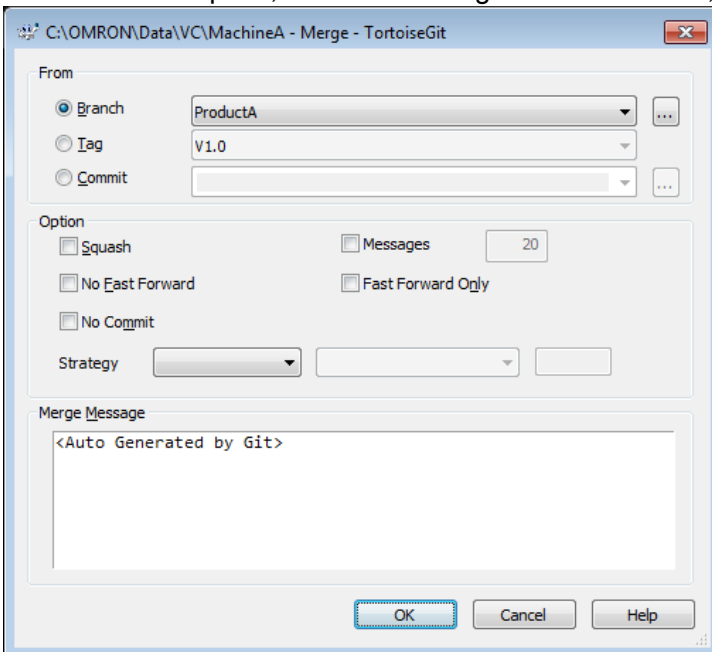 C:\OMRON\Data\VC\MachineA - Merge - TortoiseGit
From
Branch
ProductA
...
Tag
V1.0
Commit
...
Option
Squash
Messages
20
No Fast Forward
Fast Forward Only
No Commit
Strategy
Merge Message
<Auto Generated by Git>
OK
Cancel
Help